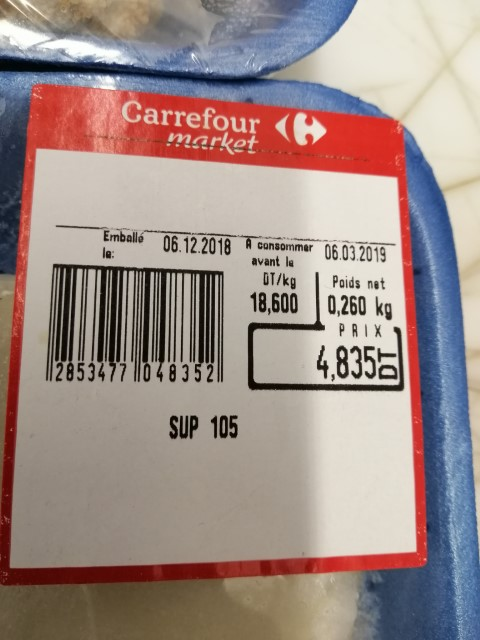 Carrefour
market
Emballé le: 06.12.2018
A consommer avant le 06.03.2019
DT/kg Poids net
18,600 0,260 kg
PRIX
4,835 DT
2853477 048352
SUP 105